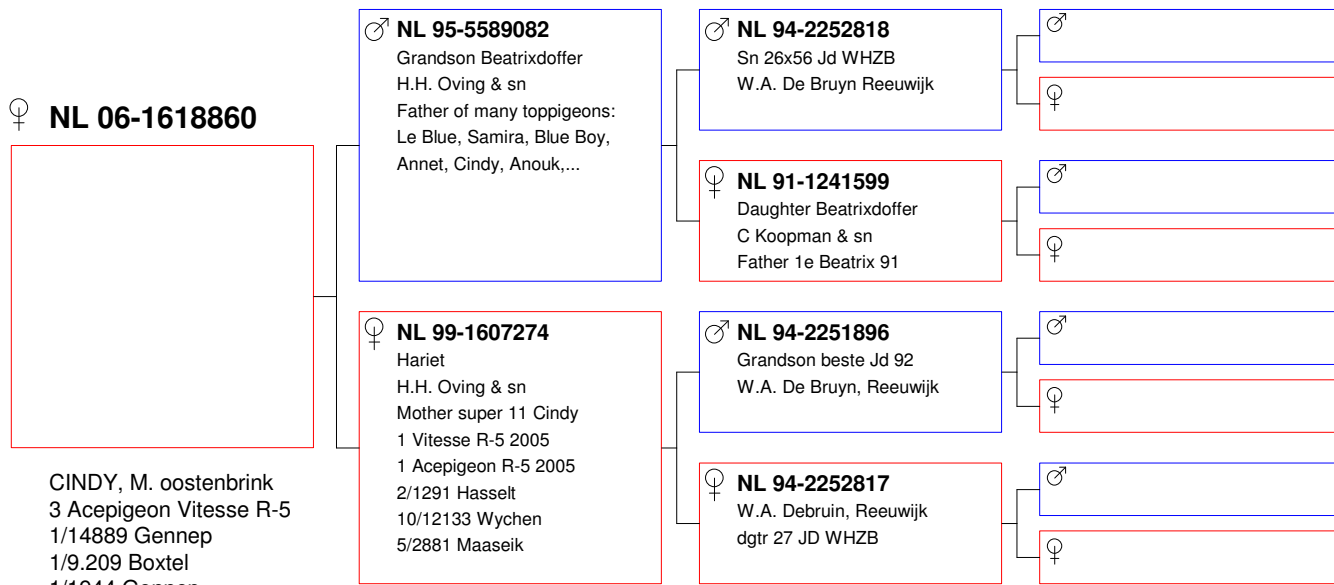 NL 06-1618860
CINDY, M. oostenbrink
3 Acepigeon Vitesse R-5
1/14889 Gennep
1/9.209 Boxtel
NL 95-5589082
Grandson Beatrixdoffer
H.H. Oving & sn
Father of many toppigeons:
Le Blue, Samira, Blue Boy,
Annet, Cindy, Anouk,...
NL 99-1607274
Hariet
H.H. Oving & sn
Mother super 11 Cindy
1 Vitesse R-5 2005
1 Acepigeon R-5 2005
2/1291 Hasselt
10/12133 Wychen
5/2881 Maaseik
NL 94-2252818
Sn 26x56 Jd WHZB
W.A. De Bruyn Reeuwijk
NL 91-1241599
Daughter Beatrixdoffer
C Koopman & sn
Father 1e Beatrix 91
NL 94-2251896
Grandson beste Jd 92
W.A. De Bruyn, Reeuwijk
NL 94-2252817
W.A. Debruin, Reeuwijk
dgtr 27 JD WHZB